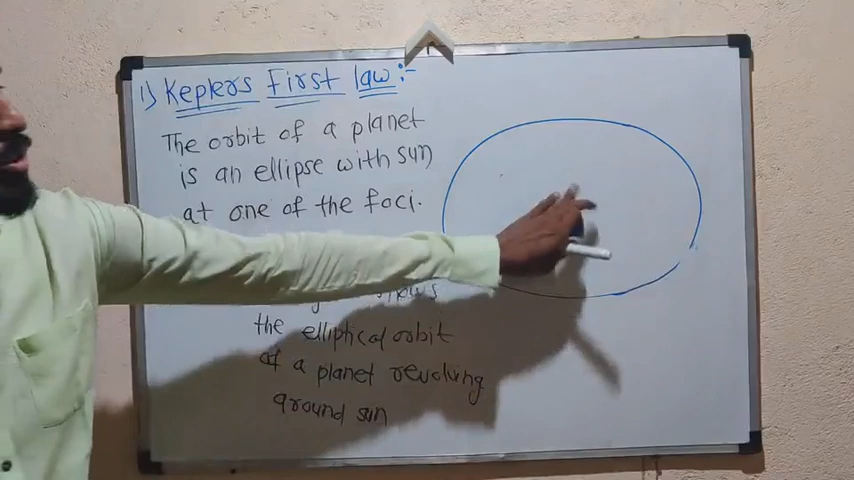 1) Keplers First law :-
The orbit of a planet
is an ellipse with Sun
at one of the foci.
the elliptical orbit
of a planet revolving
around sun